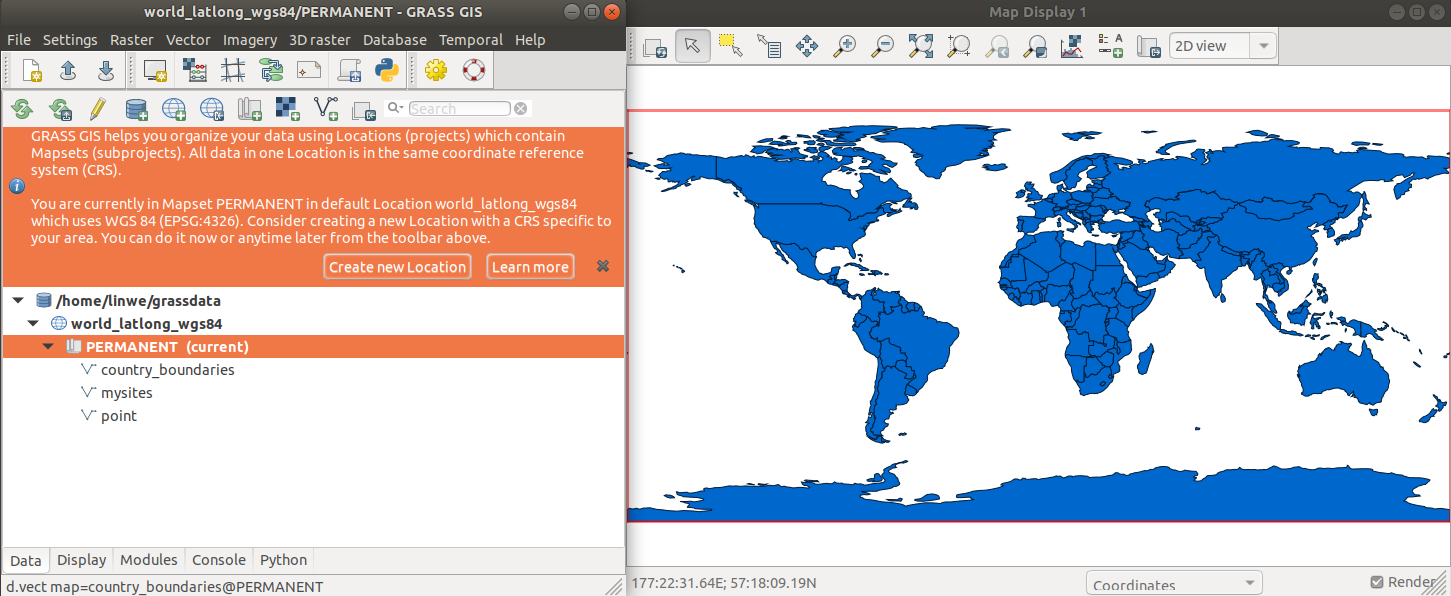 world_latlong_wgs84/PERMANENT - GRASS GIS
File Settings Raster Vector Imagery 3D raster Database Temporal Help
Search
GRASS GIS helps you organize your data using Locations (projects) which contain
Mapsets (subprojects). All data in one Location is in the same coordinate reference
system (CRS).
You are currently in Mapset PERMANENT in default Location world_latlong_wgs84
which uses WGS 84 (EPSG:4326). Consider creating a new Location with a CRS specific to
your area. You can do it now or anytime later from the toolbar above.
Create new Location Learn more
/home/linwe/grassdata
world_latlong_wgs84
PERMANENT (current)
country_boundaries
mysites
point
Data Display Modules Console Python
d.vect map=country_boundaries@PERMANENT
Map Display 1
A
2D view
177:22:31.64E; 57:18:09.19N
Coordinates
Render